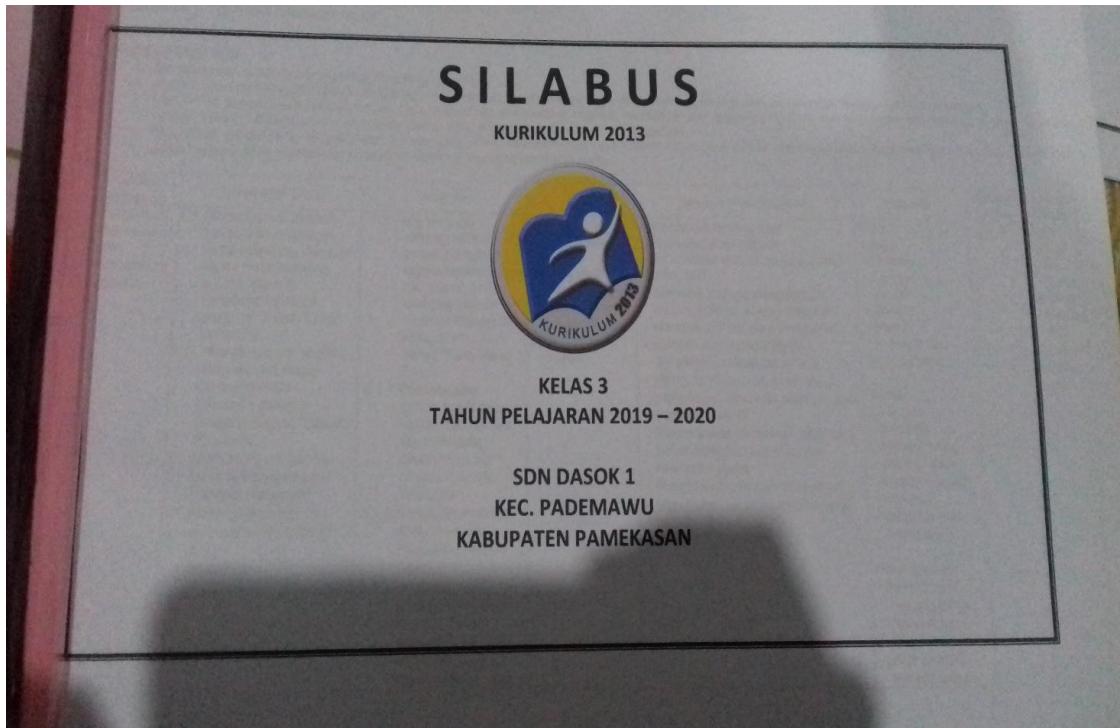 SILABUS
KURIKULUM 2013
KURIKULUM 2013
KELAS 3
TAHUN PELAJARAN 2019 – 2020
SDN DASOK 1
KEC. PADEMAWU
KABUPATEN PAMEKASAN